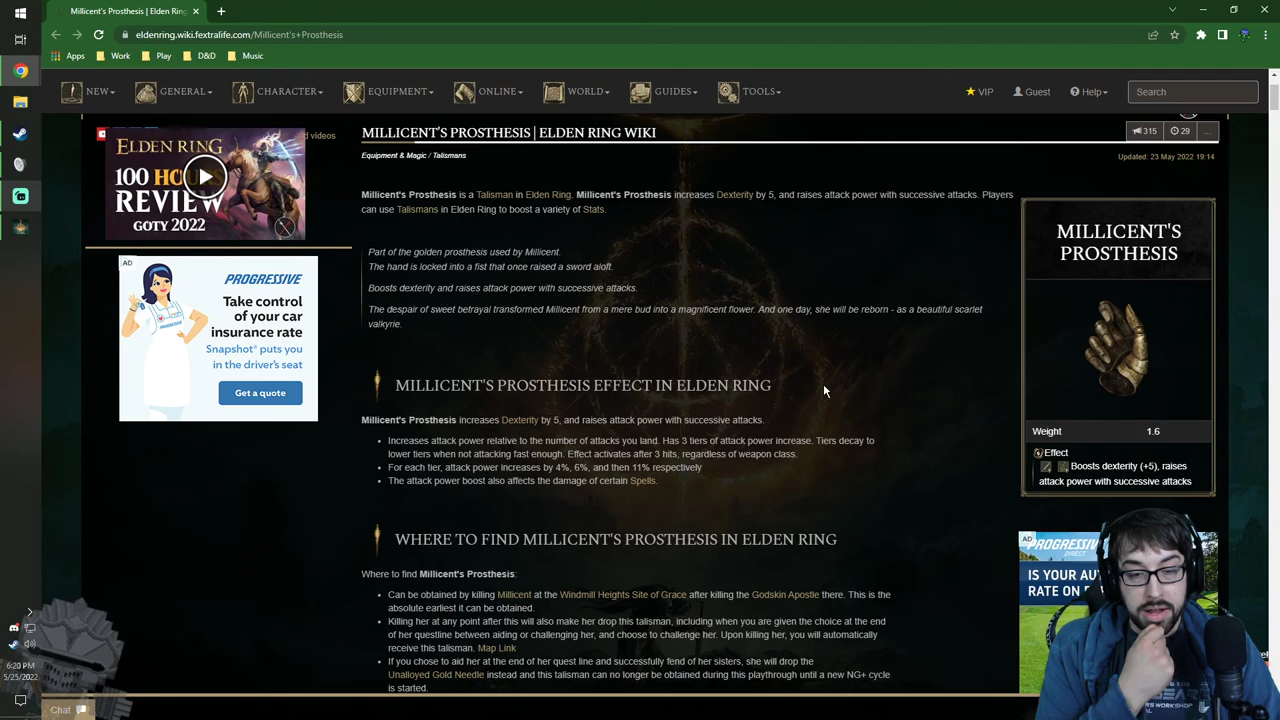 Millicent's Prosthesis | Elden Ri
eldenring.wiki.fextralife.com/Millicent's+Prosthesis
Apps Work Play D&D Music
NEW GENERAL CHARACTER EQUIPMENT ONLINE WORLD GUIDES TOOLS VIP Guest Help Search
d videos
MILLICENT'S PROSTHESIS | ELDEN RING WIKI
315 29 ...
Equipment & Magic / Talismans
Updated: 23 May 2022 19:14
ELDEN RING
100 HO
REVIEW
GOTY 2022
Millicent's Prosthesis is a Talisman in Elden Ring. Millicent's Prosthesis increases Dexterity by 5, and raises attack power with successive attacks. Players
can use Talismans in Elden Ring to boost a variety of Stats.
Part of the golden prosthesis used by Millicent.
The hand is locked into a fist that once raised a sword aloft.
Boosts dexterity and raises attack power with successive attacks.
The despair of sweet betrayal transformed Millicent from a mere bud into a magnificent flower. And one day, she will be reborn - as a beautiful scarlet
valkyrie.
AD
PROGRESSIVE
Take control
of your car
insurance rate
Snapshot® puts you
in the driver's seat
Get a quote
MILLICENT'S PROSTHESIS EFFECT IN ELDEN RING
Millicent's Prosthesis increases Dexterity by 5, and raises attack power with successive attacks.
• Increases attack power relative to the number of attacks you land. Has 3 tiers of attack power increase. Tiers decay to
lower tiers when not attacking fast enough. Effect activates after 3 hits, regardless of weapon class.
• For each tier, attack power increases by 4%, 6%, and then 11% respectively
• The attack power boost also affects the damage of certain Spells.
WHERE TO FIND MILLICENT'S PROSTHESIS IN ELDEN RING
Where to find Millicent's Prosthesis:
• Can be obtained by killing Millicent at the Windmill Heights Site of Grace after killing the Godskin Apostle there. This is the
absolute earliest it can be obtained.
• Killing her at any point after this will also make her drop this talisman, including when you are given the choice at the end
of her questline between aiding or challenging her, and choose to challenge her. Upon killing her, you will automatically
receive this talisman. Map Link
• If you chose to aid her at the end of her quest line and successfully fend of her sisters, she will drop the
Unalloyed Gold Needle instead and this talisman can no longer be obtained during this playthrough until a new NG+ cycle
is started.
MILLICENT'S
PROSTHESIS
Weight 1.6
Effect
Boosts dexterity (+5), raises
attack power with successive attacks
AD
PROGRESSIVE
DIRECT
IS YOUR AU
RATE ON
6:20 PM
5/25/2022
Chat